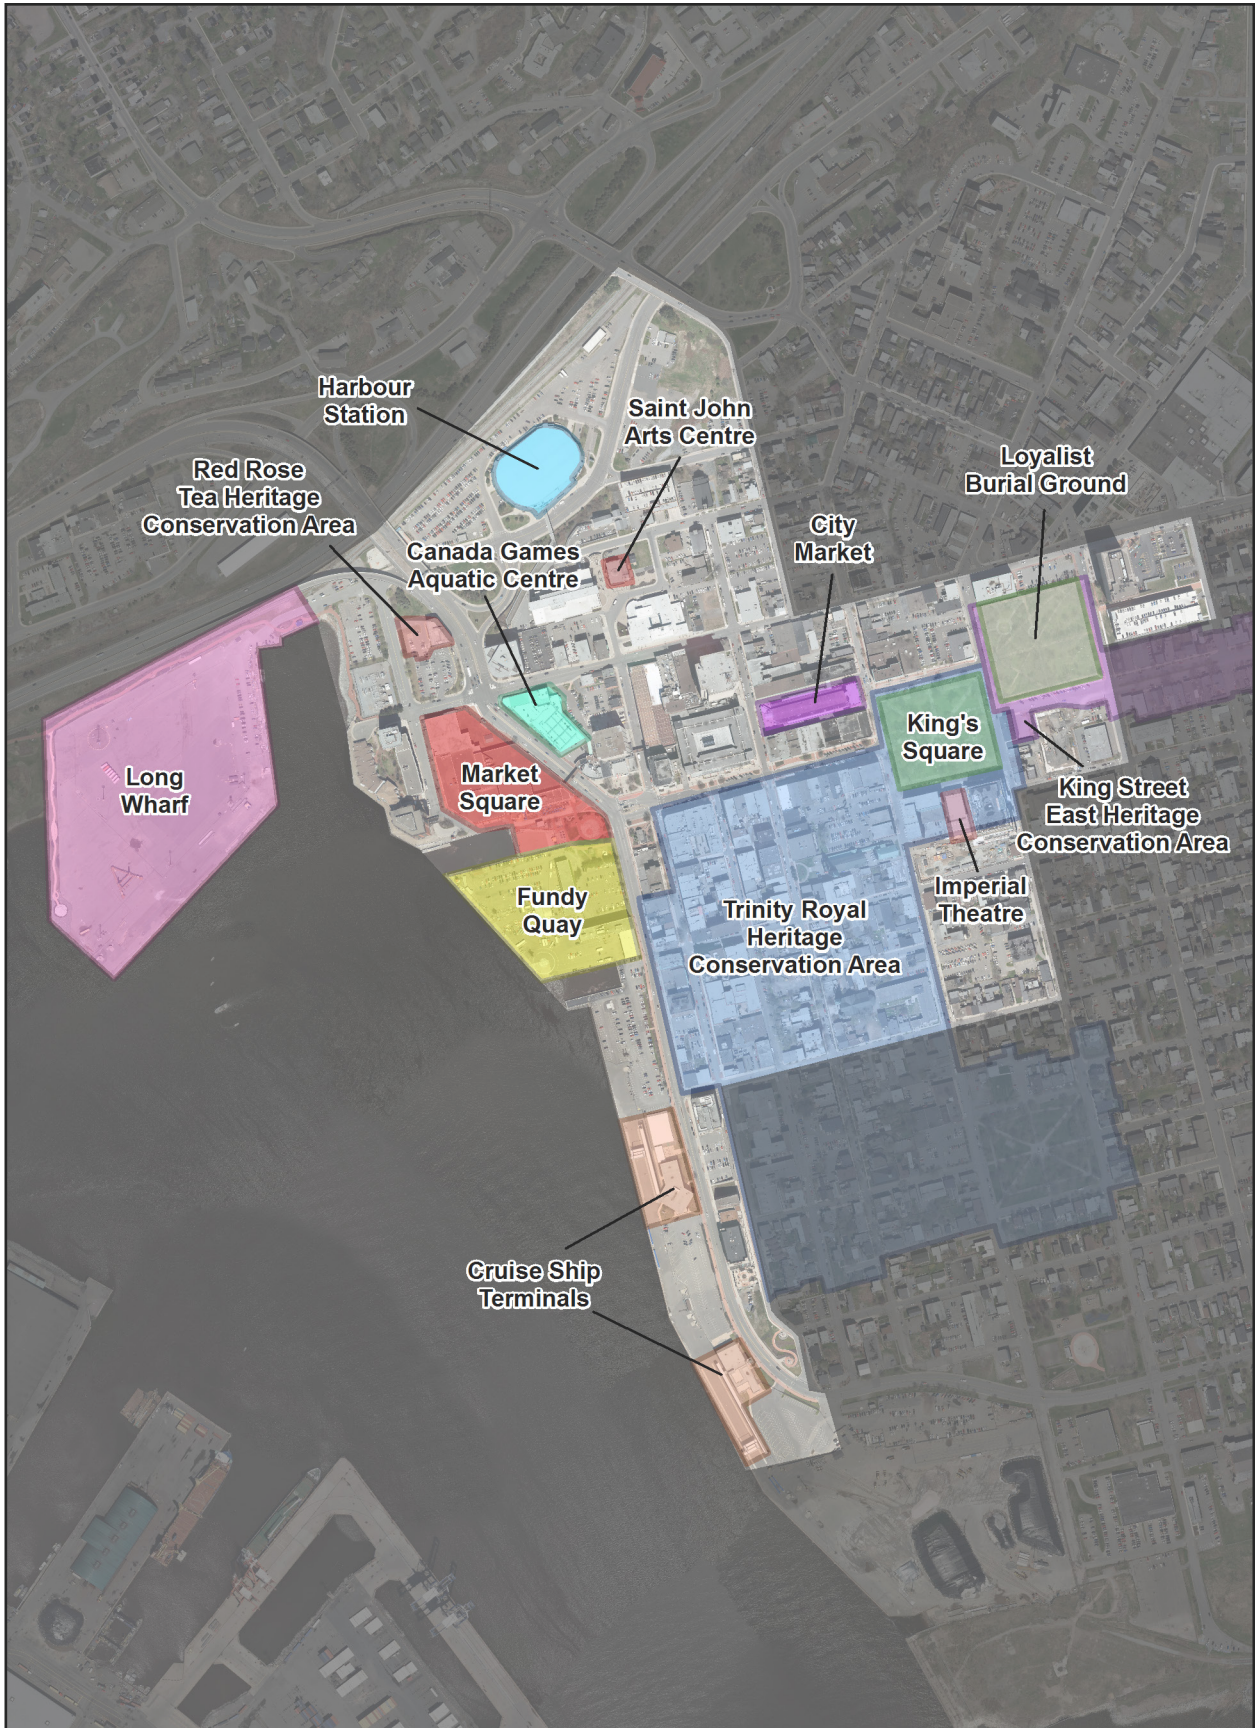 Harbour
Station
Saint John
Arts Centre
Red Rose
Tea Heritage
Conservation Area
Loyalist
Burial Ground
City
Market
Canada Games
Aquatic Centre
King's
Square
Long
Wharf
Market
Square
King Street
East Heritage
Conservation Area
Imperial
Theatre
Fundy
Quay
Trinity Royal
Heritage
Conservation Area
Cruise Ship
Terminals